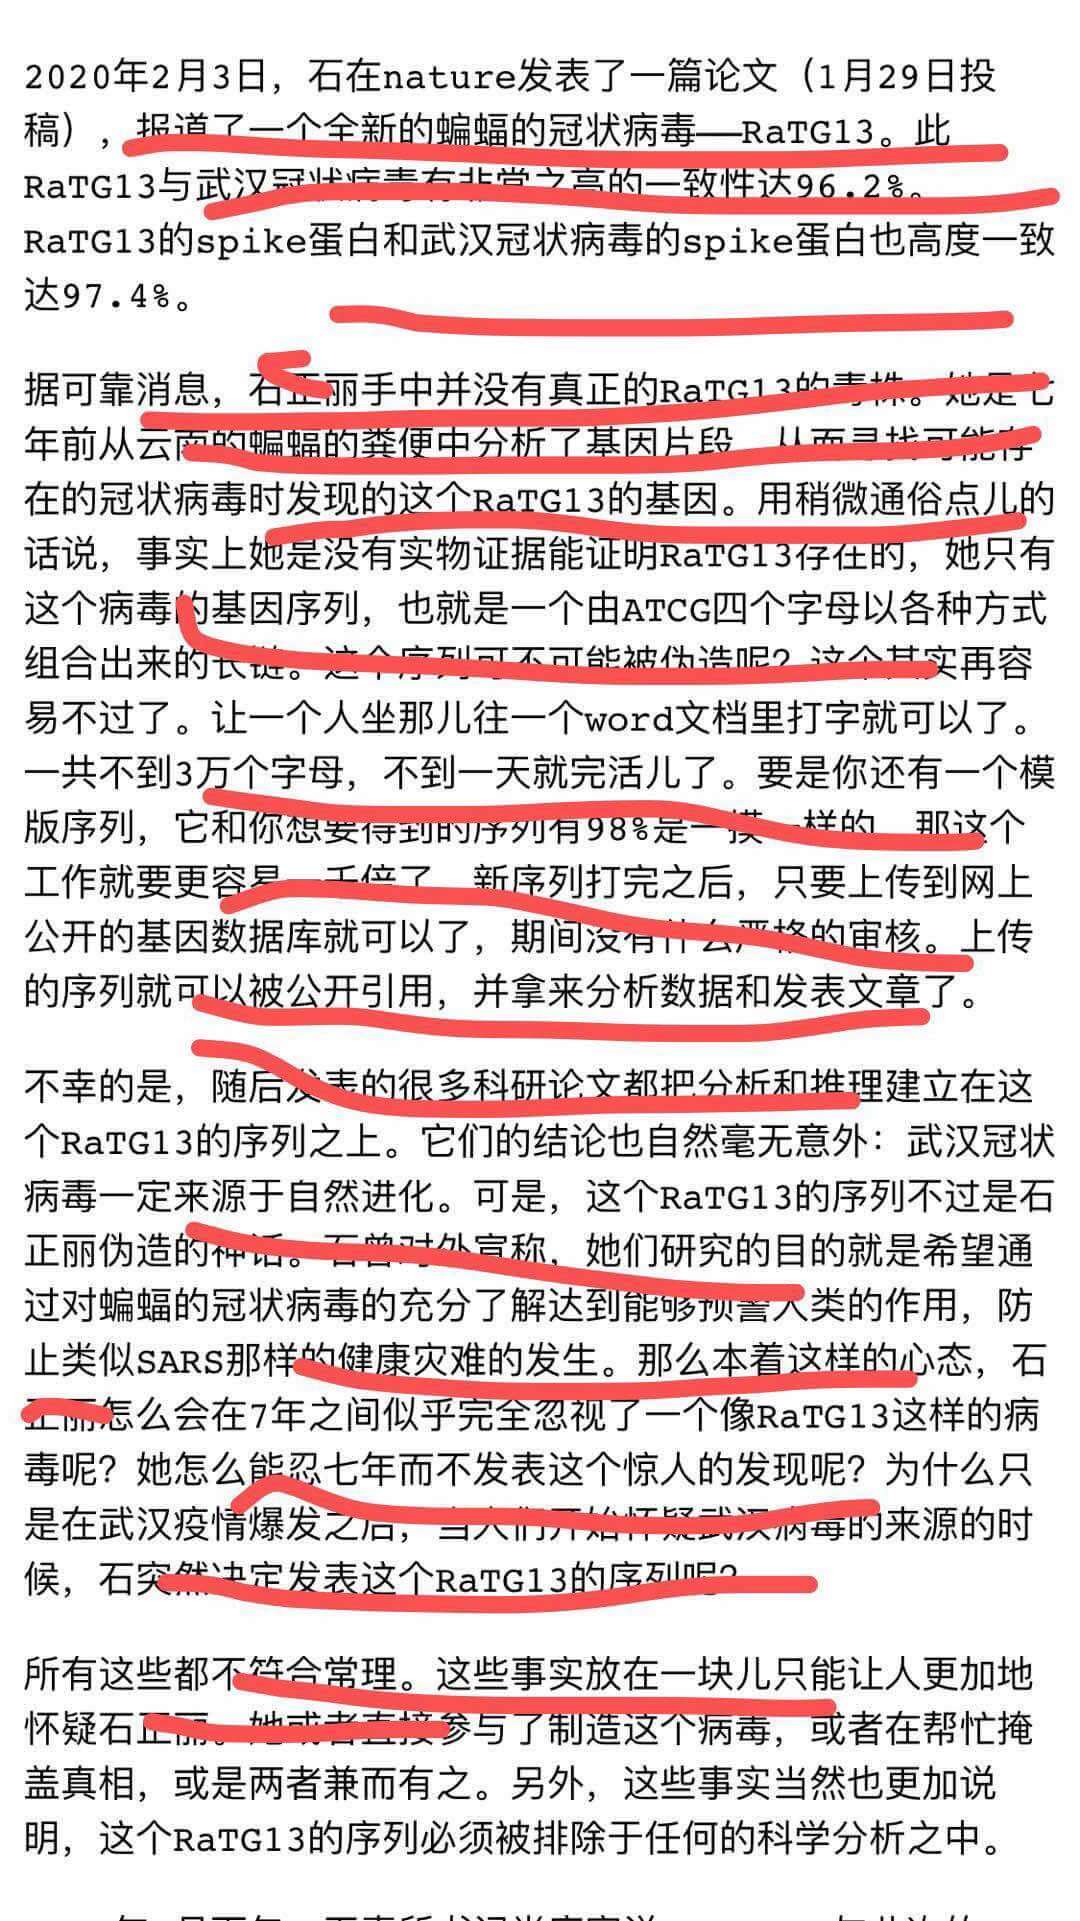 2020年2月3日，石在nature发表了一篇论文（1月29日投
稿），报道了一个全新的蝙蝠的冠状病毒——RaTG13。此
RaTG13与武汉冠状病毒有非常之高的一致性达96.2%。
RaTG13的spike蛋白和武汉冠状病毒的spike蛋白也高度一致
达97.4%。
据可靠消息，石正丽手中并没有真正的RaTG13的毒株。她是七
年前从云南的蝙蝠的粪便中分析了基因片段，从而寻找可能存
在的冠状病毒时发现的这个RaTG13的基因。用稍微通俗点儿的
话说，事实上她是没有实物证据能证明RaTG13存在的，她只有
这个病毒的基因序列，也就是一个由ATCG四个字母以各种方式
组合出来的长链。这个序列可不可能被伪造呢？这个其实再容
易不过了。让一个人坐那儿往一个word文档里打字就可以了。
一共不到3万个字母，不到一天就完活儿了。要是你还有一个模
版序列，它和你想要得到的序列有98%是一摸一样的，那这个
工作就要更容易一千倍了。新序列打完之后，只要上传到网上
公开的基因数据库就可以了，期间没有什么严格的审核。上传
的序列就可以被公开引用，并拿来分析数据和发表文章了。
不幸的是，随后发表的很多科研论文都把分析和推理建立在这
个RaTG13的序列之上。它们的结论也自然毫无意外：武汉冠状
病毒一定来源于自然进化。可是，这个RaTG13的序列不过是石
正丽伪造的神话。石曾对外宣称，她们研究的目的就是希望通
过对蝙蝠的冠状病毒的充分了解达到能够预警人类的作用，防
止类似SARS那样的健康灾难的发生。那么本着这样的心态，石
正丽怎么会在7年之间似乎完全忽视了一个像RaTG13这样的病
毒呢？她怎么能忍七年而不发表这个惊人的发现呢？为什么只
是在武汉疫情爆发之后，当人们开始怀疑武汉病毒的来源的时
候，石突然决定发表这个RaTG13的序列呢？
所有这些都不符合常理。这些事实放在一块儿只能让人更加地
怀疑石正丽。她或者直接参与了制造这个病毒，或者在帮忙掩
盖真相，或是两者兼而有之。另外，这些事实当然也更加说
明，这个RaTG13的序列必须被排除于任何的科学分析之中。